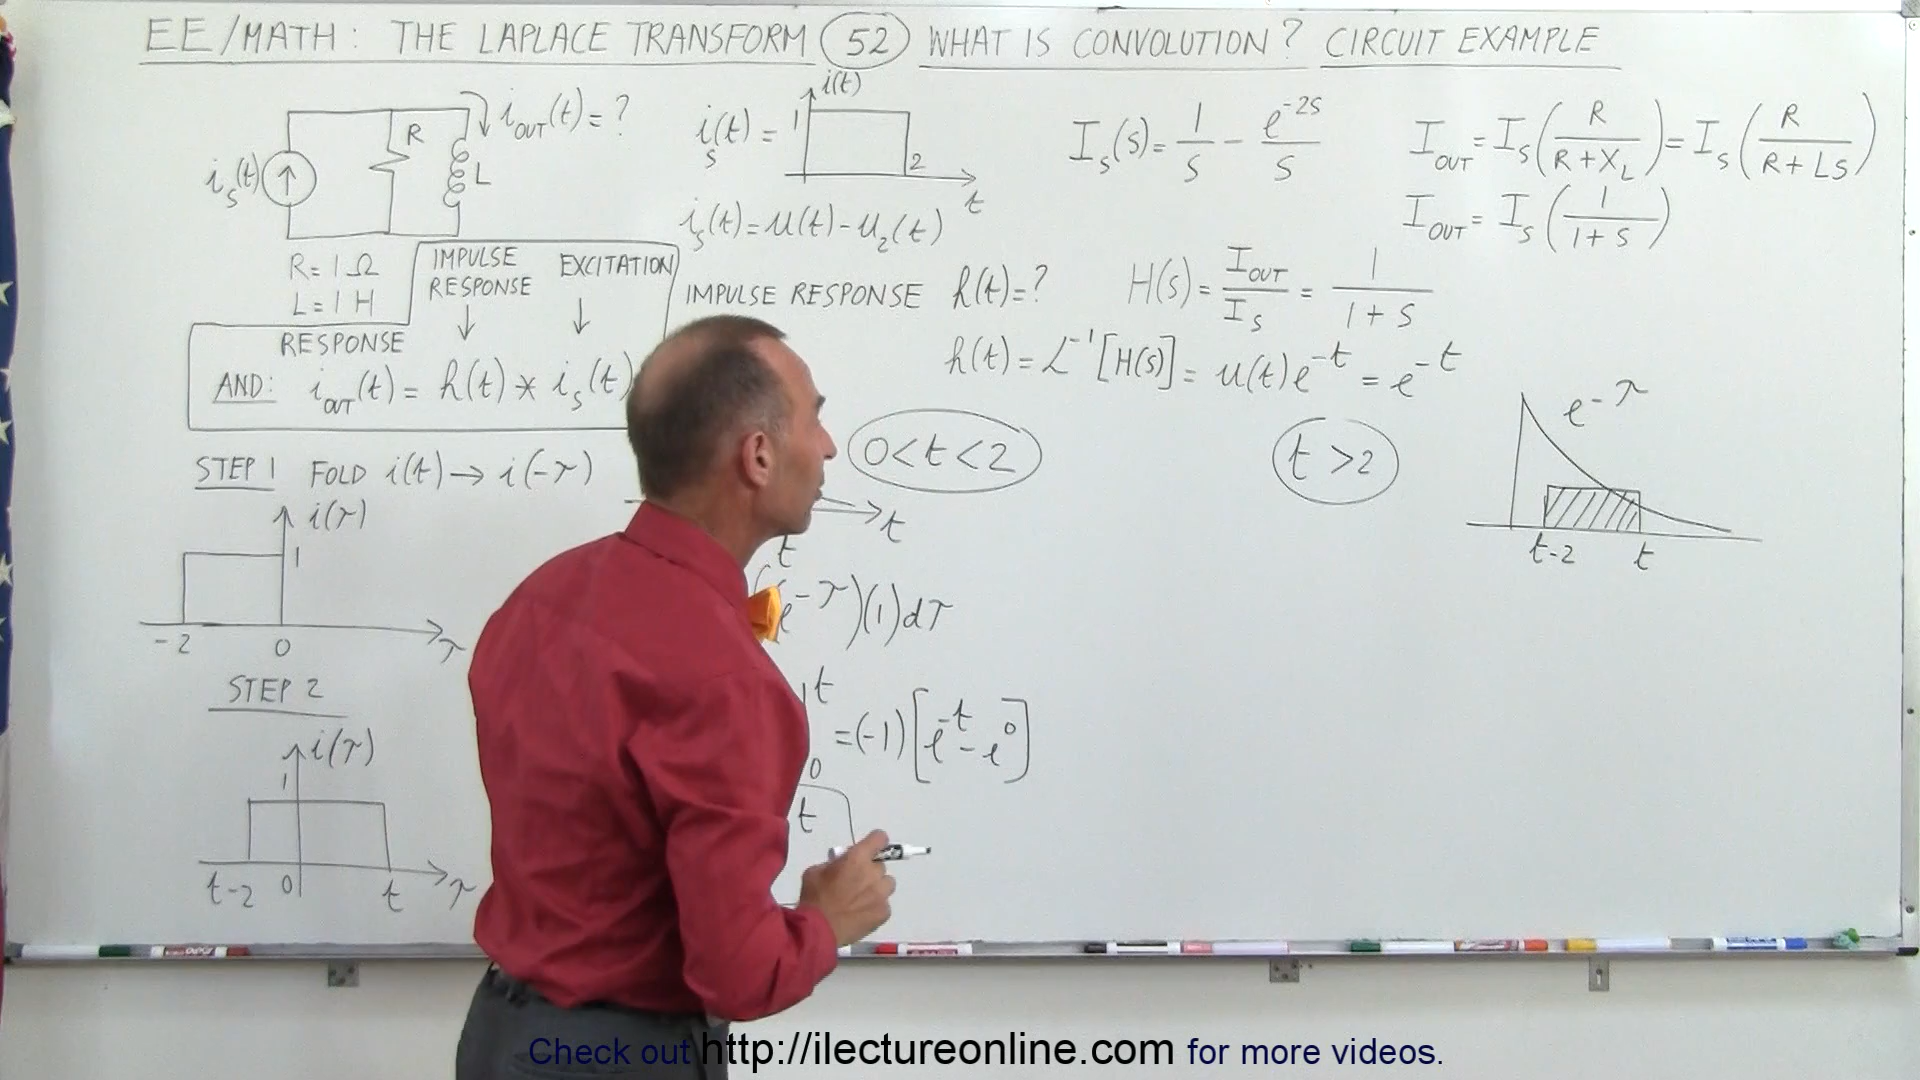 EE/MATH: THE LAPLACE TRANSFORM 52 WHAT IS CONVOLUTION? CIRCUIT EXAMPLE
i_s(t)
R
L
i_OUT(t) = ?
R = 1 Ω
L = 1 H
i_s(t) =
i(t)
1
2
t
i_s(t) = u(t) - u_2(t)
I_s(s) = 1/s - e^-2s/s
I_OUT = I_s (R/(R + X_L)) = I_s (R/(R + Ls))
I_OUT = I_s (1/(1 + s))
IMPULSE RESPONSE
EXCITATION
RESPONSE
AND: i_OUT(t) = h(t) * i_s(t)
IMPULSE RESPONSE h(t) = ? H(s) = I_OUT/I_s = 1/(1 + s)
h(t) = L^-1 [H(s)] = u(t)e^-t = e^-t
STEP 1 FOLD i(t) → i(-τ)
i(τ)
1
-2 0 τ
STEP 2
i(τ)
1
t-2 0 t τ
0 < t < 2
t
t
(e^-τ)(1)dτ
t
0
= (-1)[e^-t - e^0]
t
t > 2
e^-τ
t-2 t
Check out http://ilectureonline.com for more videos.